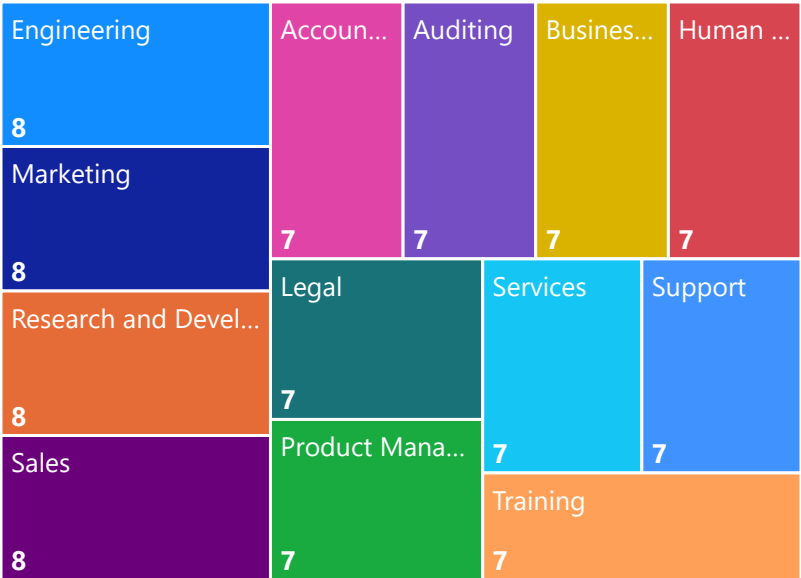 Engineering
8
Marketing
8
Research and Devel...
8
Sales
8
Accoun...
7
Auditing
7
Busines...
7
Human ...
7
Legal
7
Product Mana...
7
Services
7
Support
7
Training
7